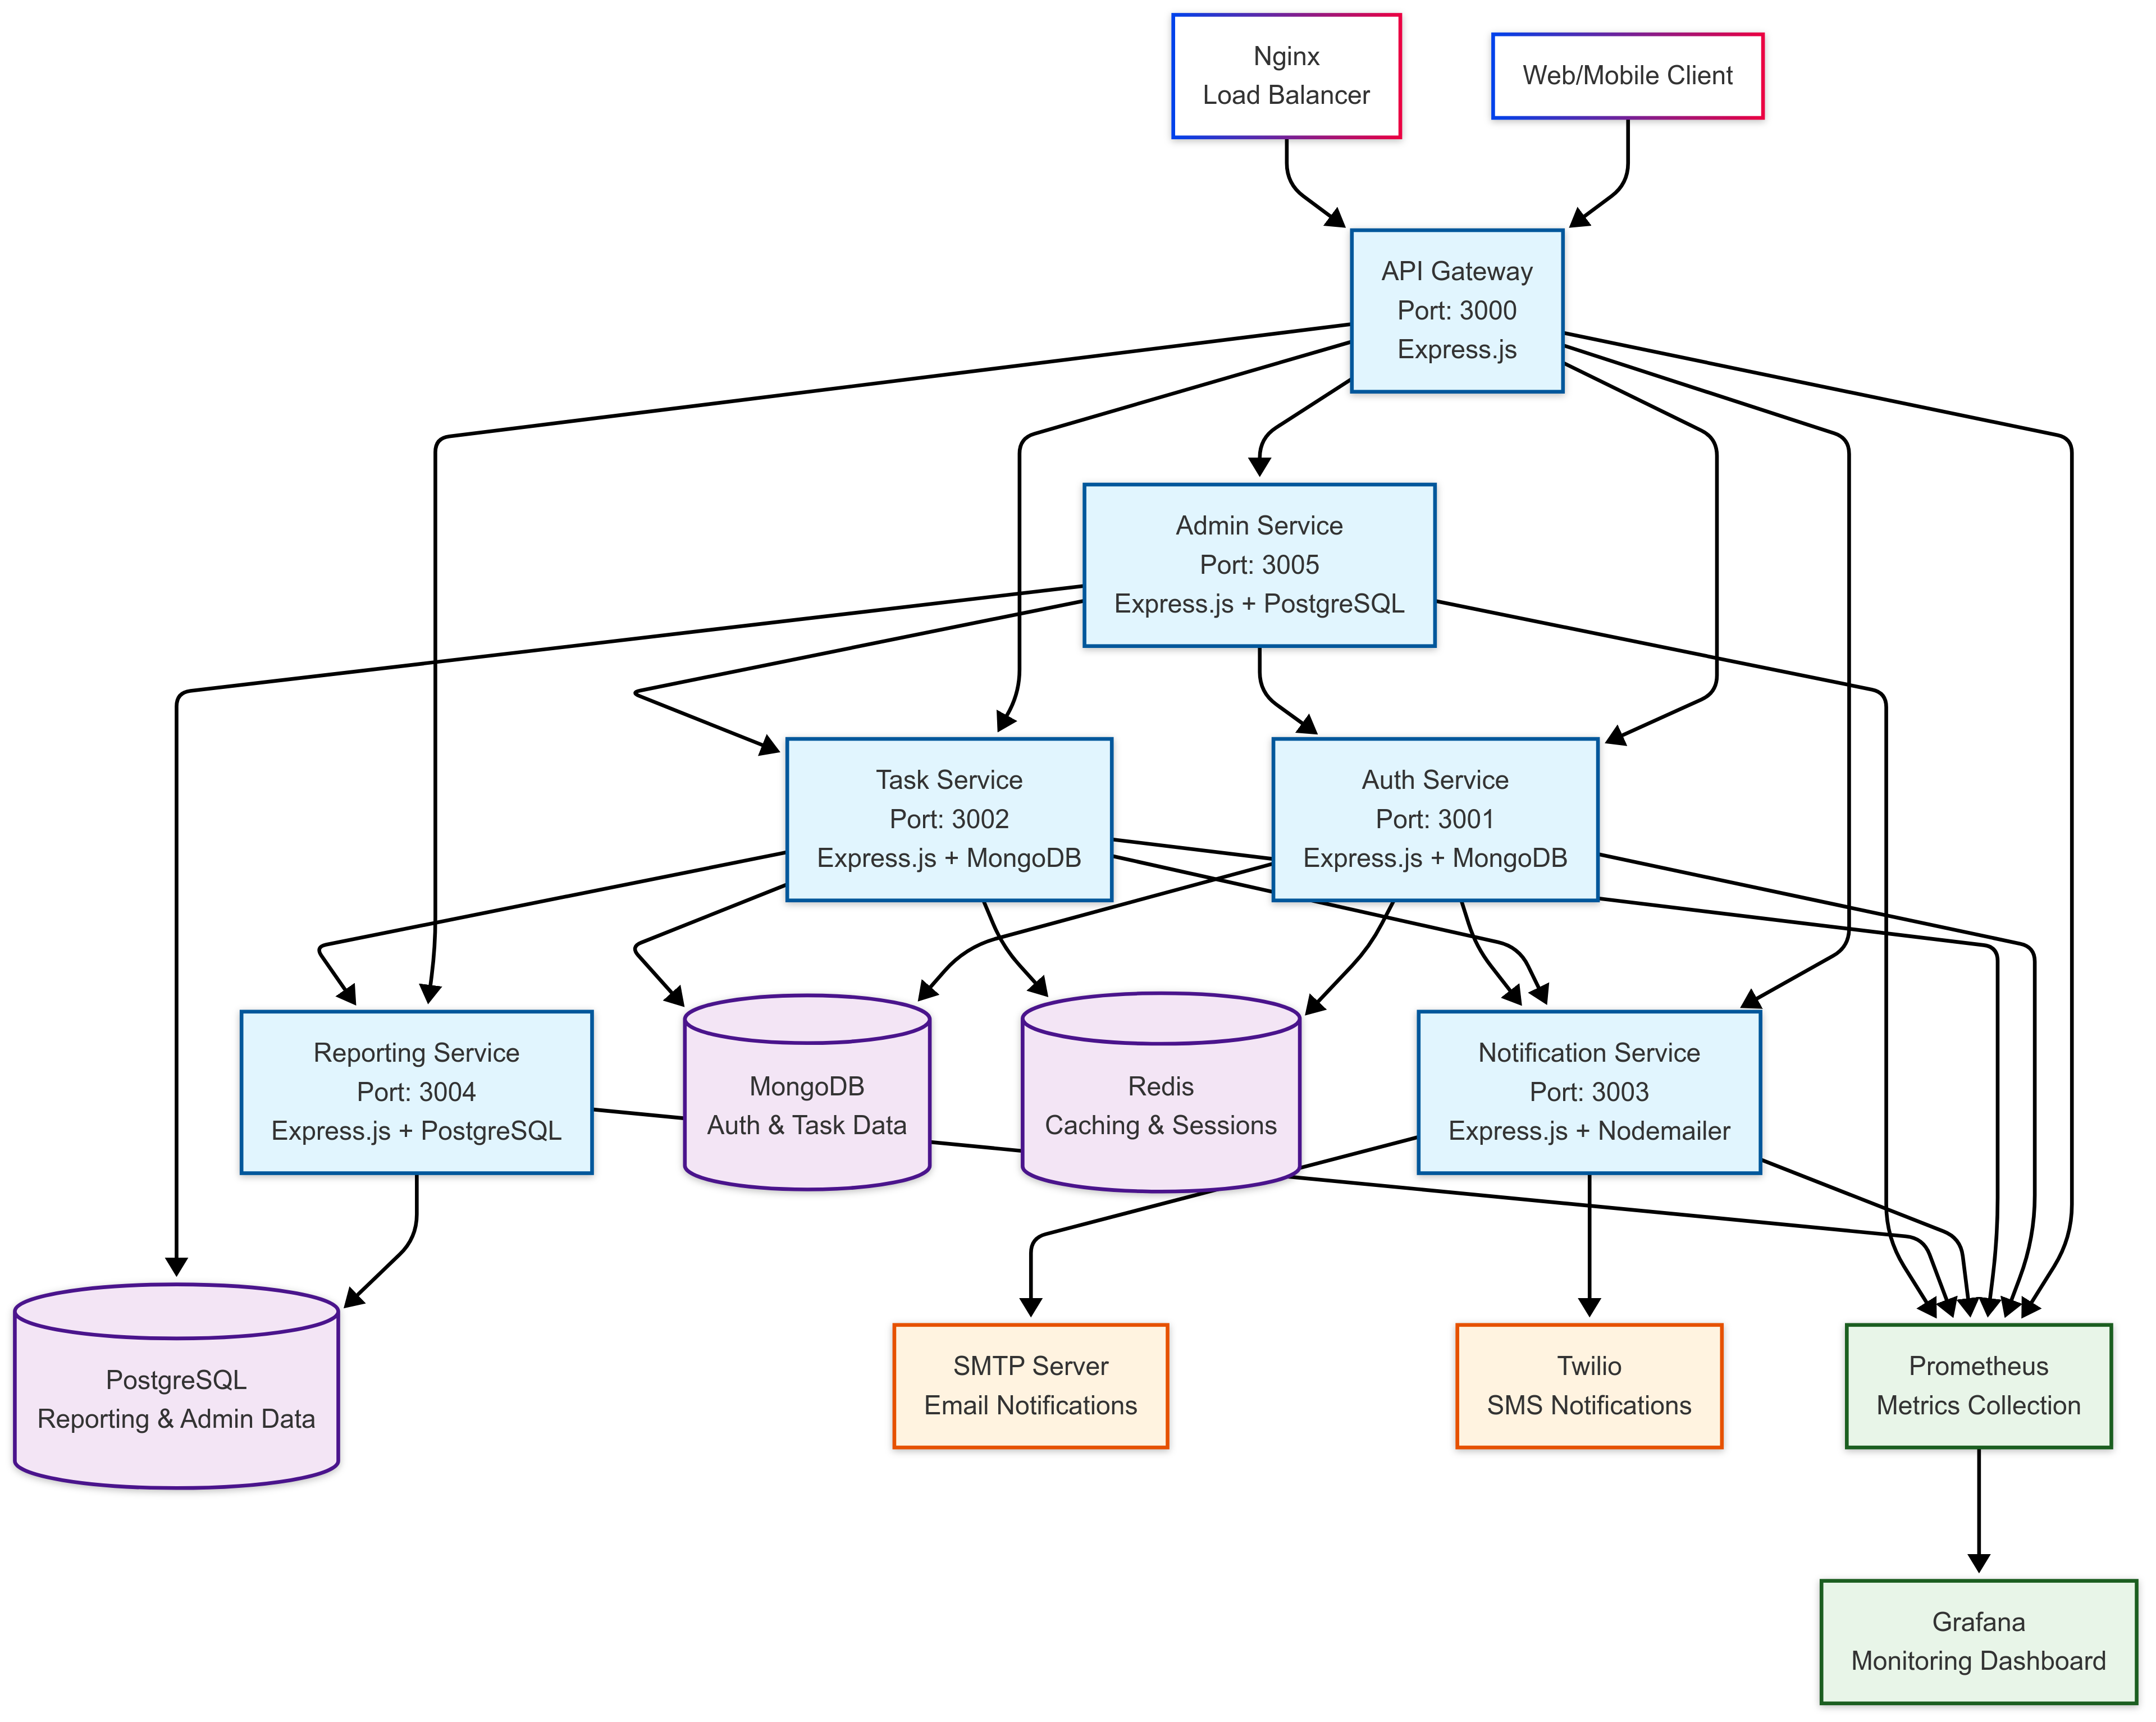 Nginx
Load Balancer
Web/Mobile Client
API Gateway
Port: 3000
Express.js
Admin Service
Port: 3005
Express.js + PostgreSQL
Task Service
Port: 3002
Express.js + MongoDB
Auth Service
Port: 3001
Express.js + MongoDB
Reporting Service
Port: 3004
Express.js + PostgreSQL
MongoDB
Auth & Task Data
Redis
Caching & Sessions
Notification Service
Port: 3003
Express.js + Nodemailer
PostgreSQL
Reporting & Admin Data
SMTP Server
Email Notifications
Twilio
SMS Notifications
Prometheus
Metrics Collection
Grafana
Monitoring Dashboard